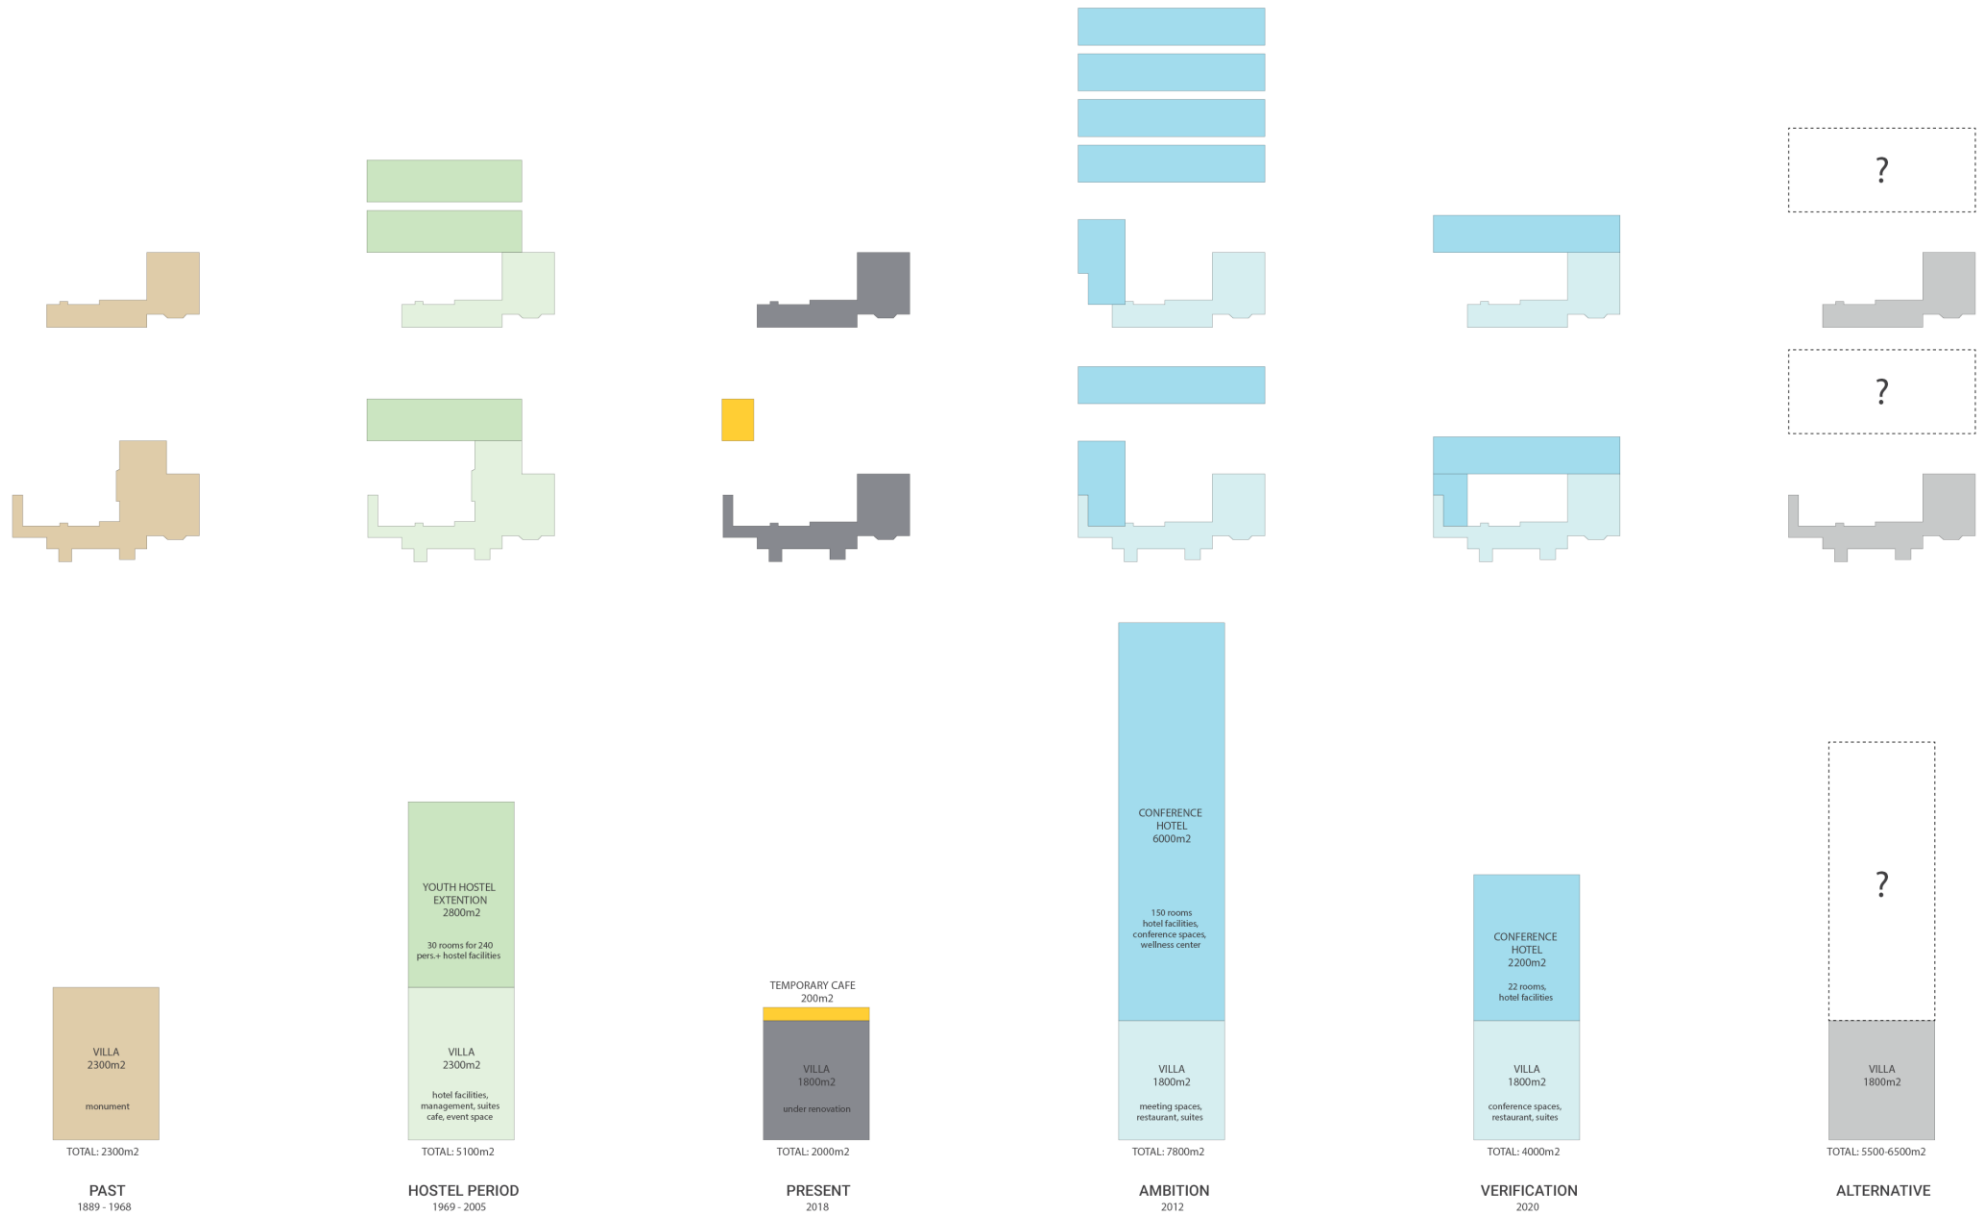 ?
?
VILLA
2300m2
monument
TOTAL: 2300m2
PAST
1889 - 1968
YOUTH HOSTEL
EXTENTION
2800m2
30 rooms for 240
pers.+ hostel facilities
VILLA
2300m2
hotel facilities,
management, suites
cafe, event space
TOTAL: 5100m2
HOSTEL PERIOD
1969 - 2005
TEMPORARY CAFE
200m2
VILLA
1800m2
under renovation
TOTAL: 2000m2
PRESENT
2018
CONFERENCE
HOTEL
6000m2
150 rooms
hotel facilities,
conference spaces,
wellness center
VILLA
1800m2
meeting spaces,
restaurant, suites
TOTAL: 7800m2
AMBITION
2012
CONFERENCE
HOTEL
2200m2
22 rooms,
hotel facilities
VILLA
1800m2
conference spaces,
restaurant, suites
TOTAL: 4000m2
VERIFICATION
2020
?
VILLA
1800m2
TOTAL: 5500-6500m2
ALTERNATIVE